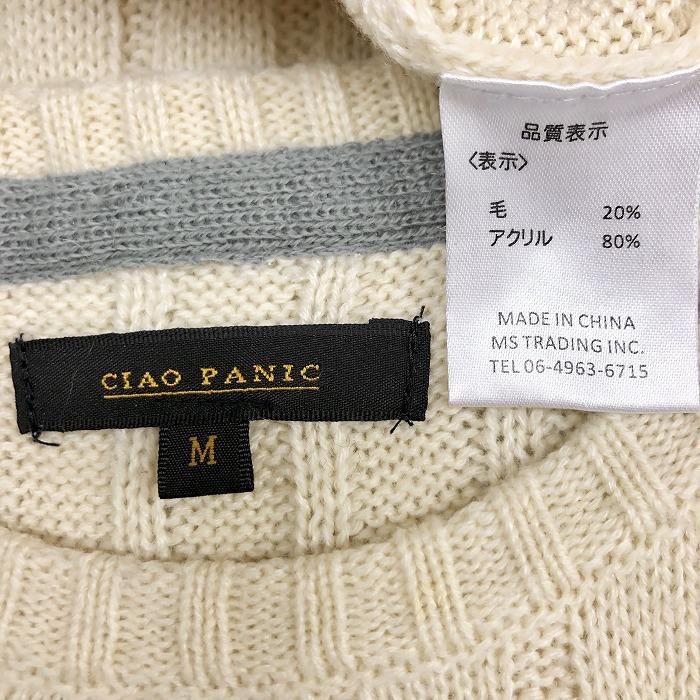 品質表示
〈表示〉
毛 20%
アクリル 80%
MADE IN CHINA
MS TRADING INC.
TEL 06-4963-6715
CIAO PANIC
M